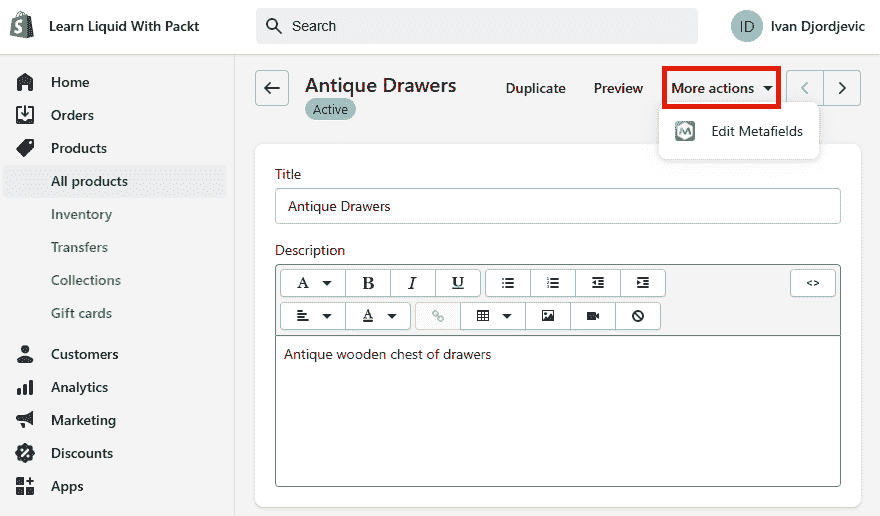 Learn Liquid With Packt
Search
ID Ivan Djordjevic
Home
Orders
Products
All products
Inventory
Transfers
Collections
Gift cards
Customers
Analytics
Marketing
Discounts
Apps
Antique Drawers
Active
Duplicate Preview More actions
Edit Metafields
Title
Antique Drawers
Description
A B I U <>
A
Antique wooden chest of drawers